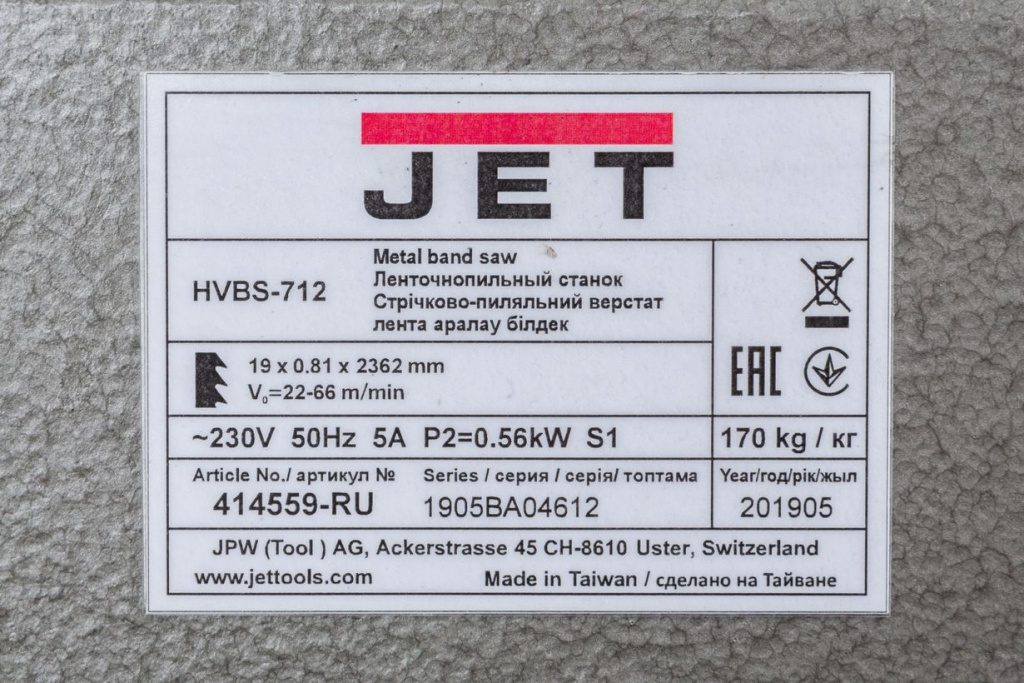 JET
HVBS-712
Metal band saw
Ленточнопильный станок
Стрічково-пиляльний верстат
лента аралау білдек
19 x 0.81 x 2362 mm
V₀=22-66 m/min
EAC
~230V 50Hz 5A P2=0.56kW S1
170 kg / кг
Article No./ артикул №
414559-RU
Series / серия / серія/ топтама
1905BA04612
Year/год/рік/жыл
201905
JPW (Tool ) AG, Ackerstrasse 45 CH-8610 Uster, Switzerland
www.jettools.com
Made in Taiwan / сделано на Тайване